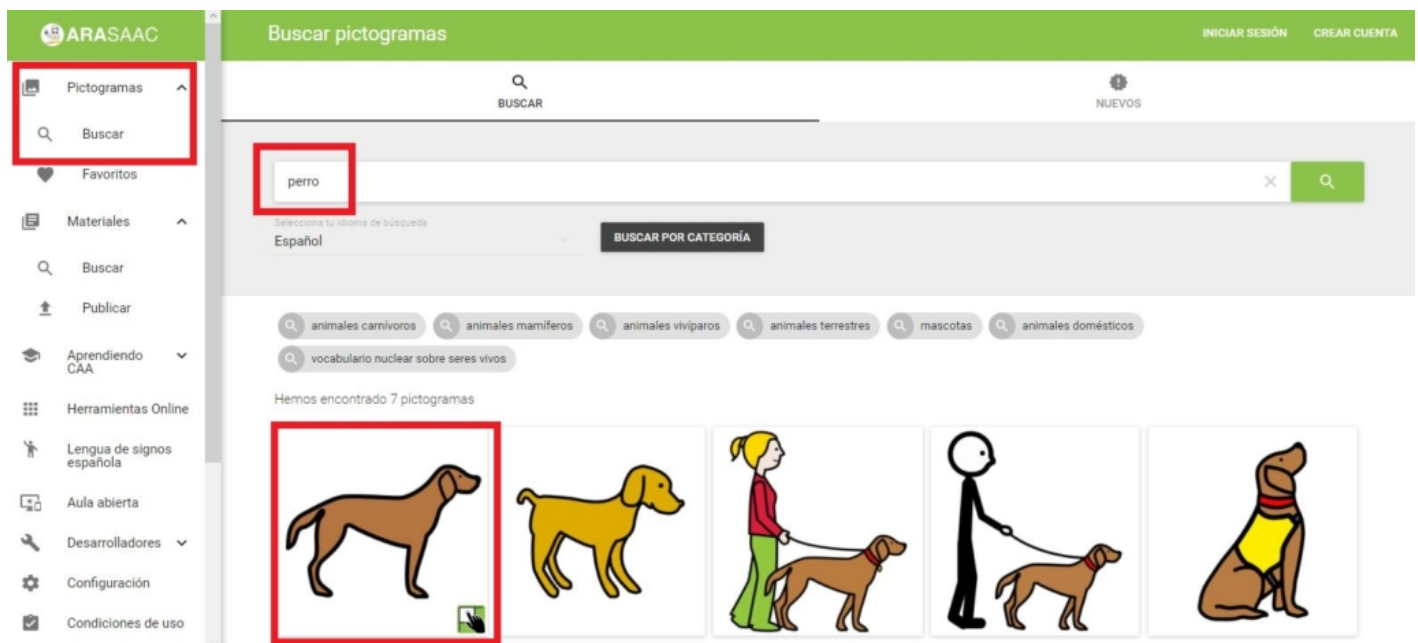 ARASAAC
Pictogramas
Buscar
Favoritos
Materiales
Buscar
Publicar
Aprendiendo
CAA
Herramientas Online
Lengua de signos
española
Aula abierta
Desarrolladores
Configuración
Condiciones de uso
Buscar pictogramas
INICIAR SESIÓN CREAR CUENTA
BUSCAR
NUEVOS
perro
Selecciona tu idioma de búsqueda
Español
BUSCAR POR CATEGORÍA
animales carnívoros animales mamíferos animales vivíparos animales terrestres mascotas animales domésticos
vocabulario nuclear sobre seres vivos
Hemos encontrado 7 pictogramas